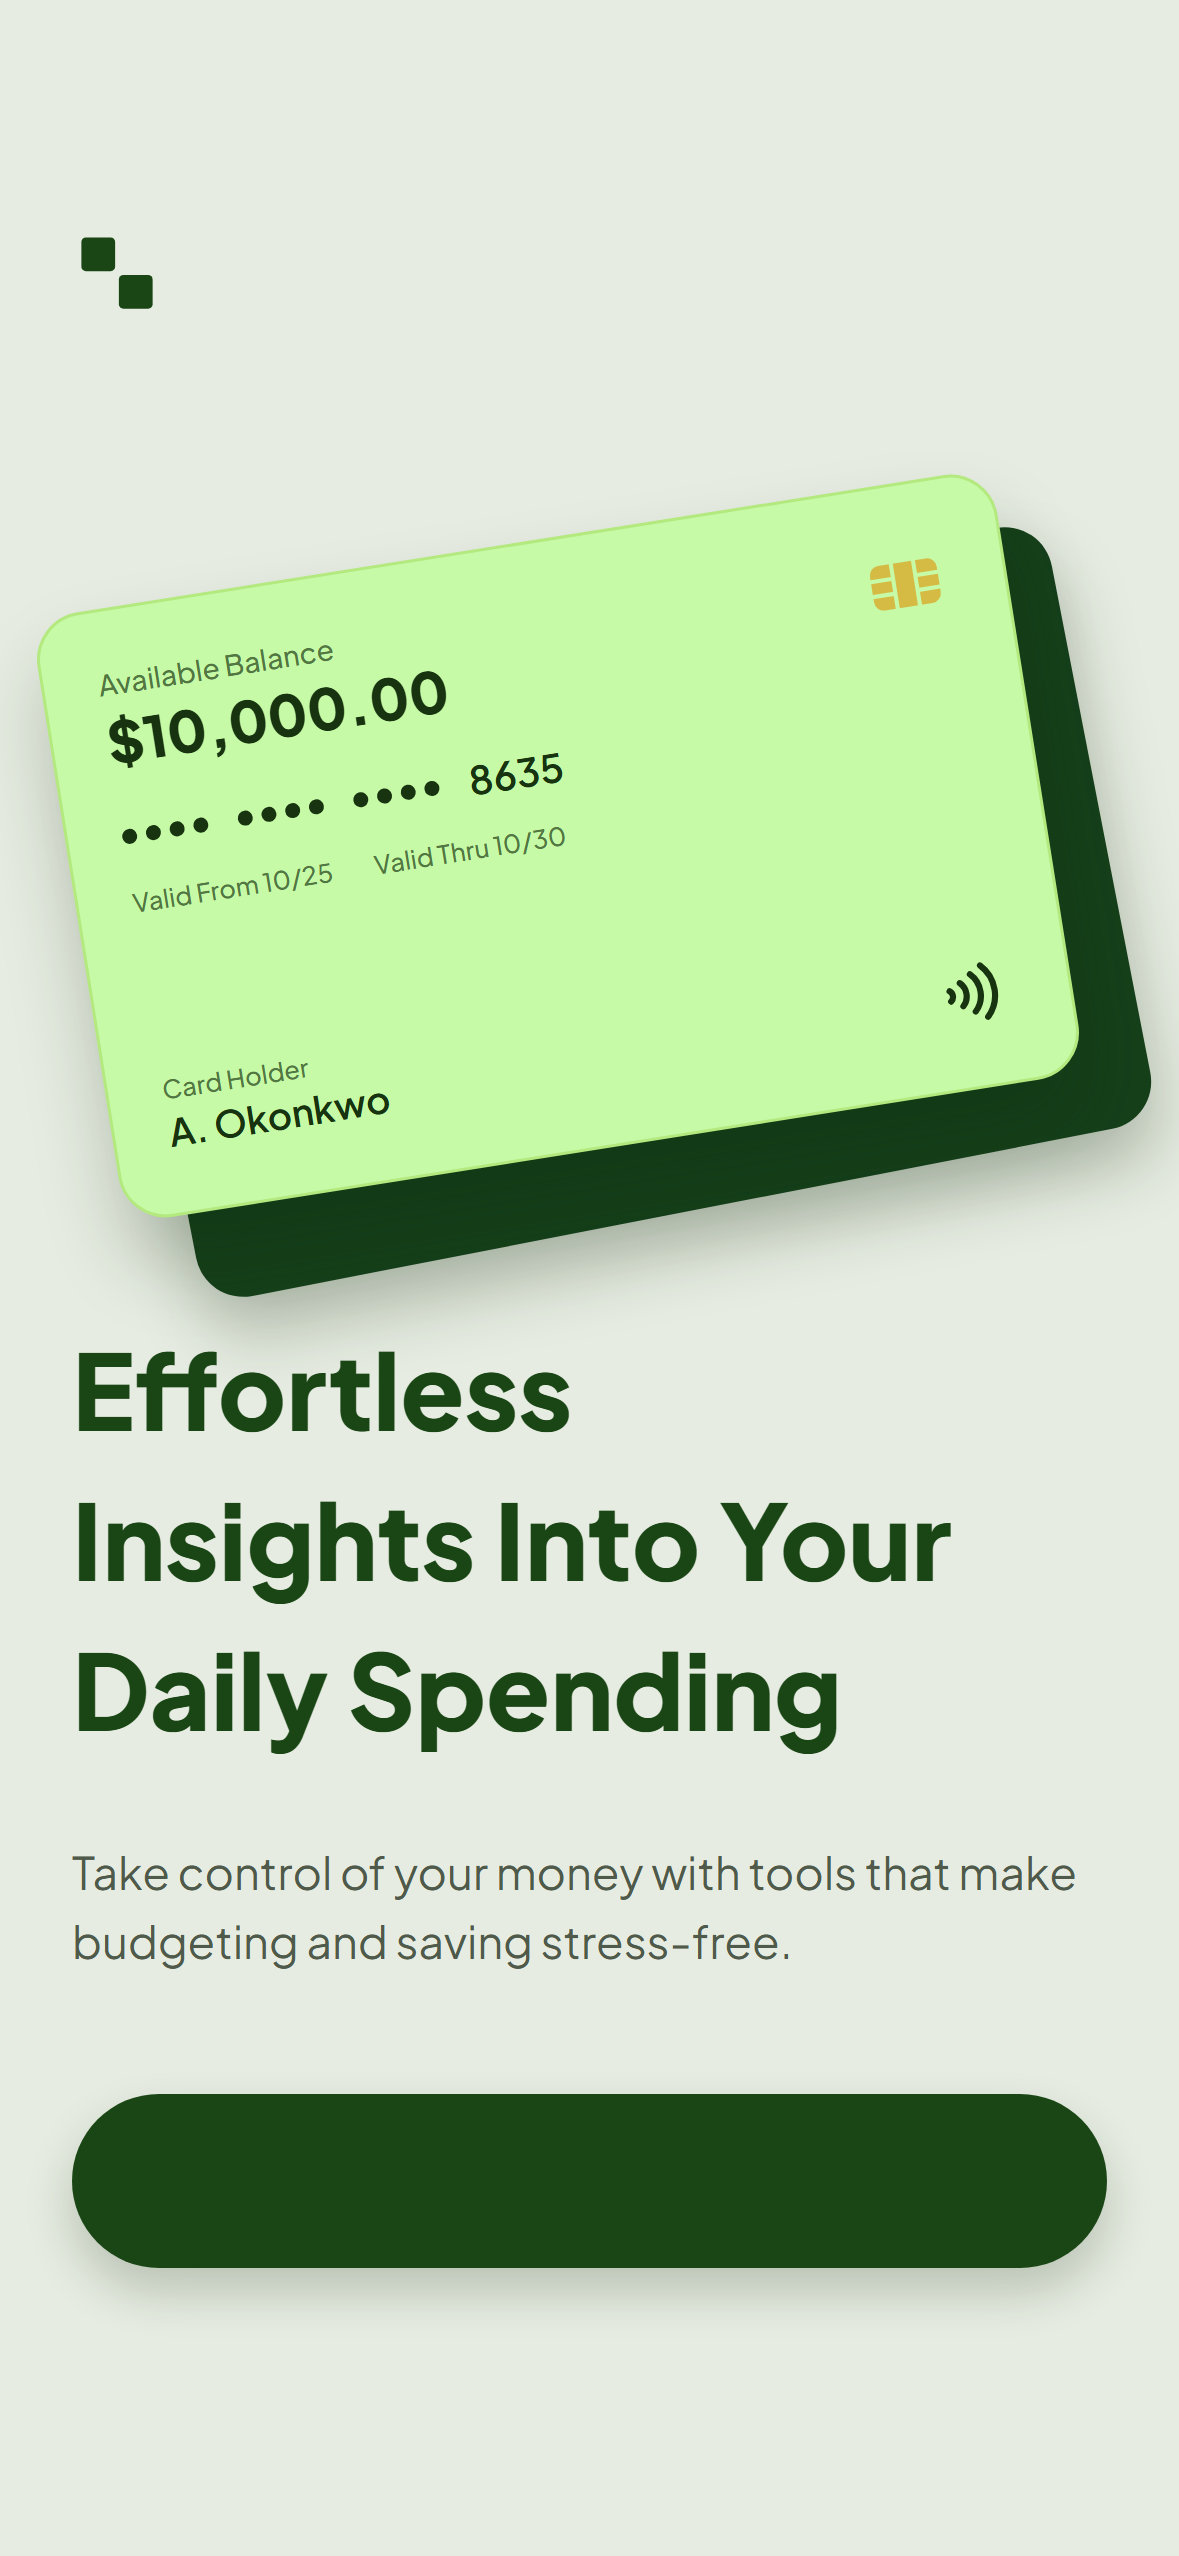 Available Balance
$10,000.00
•••• •••• •••• 8635
Valid From 10/25 Valid Thru 10/30
Card Holder
A. Okonkwo
Effortless
Insights Into Your
Daily Spending
Take control of your money with tools that make
budgeting and saving stress-free.